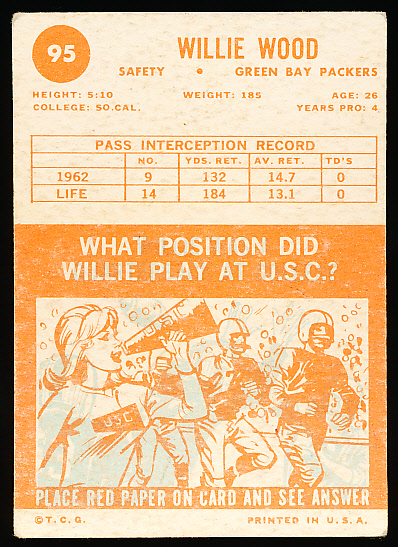 95
WILLIE WOOD
SAFETY • GREEN BAY PACKERS
HEIGHT: 5:10 WEIGHT: 185 AGE: 26
COLLEGE: SO.CAL. YEARS PRO: 4
PASS INTERCEPTION RECORD
NO. YDS. RET. AV. RET. TD'S
1962 9 132 14.7 0
LIFE 14 184 13.1 0
WHAT POSITION DID
WILLIE PLAY AT U.S.C.?
USC
PLACE RED PAPER ON CARD AND SEE ANSWER
©T.C.G. PRINTED IN U.S.A.